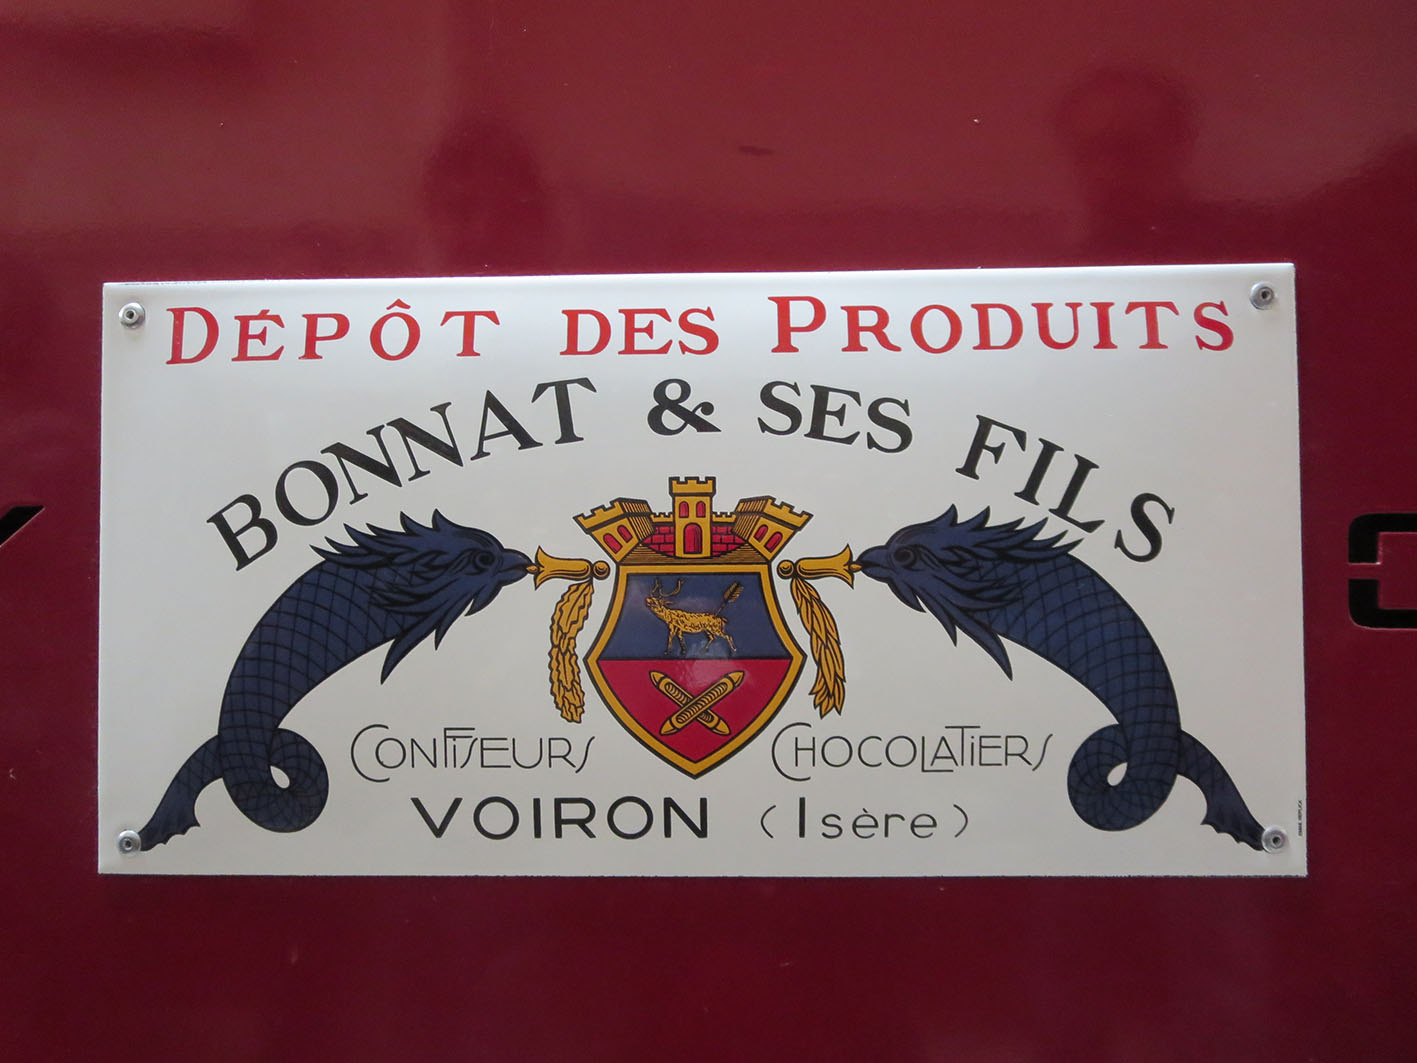 DÉPÔT DES PRODUITS
BONNAT & SES FILS
CONFISEURS CHOCOLATIERS
VOIRON (Isère)